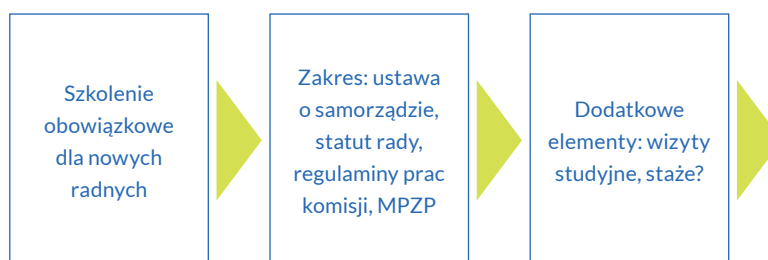 Szkolenie
obowiązkowe
dla nowych
radnych
Zakres: ustawa
o samorządzie,
statut rady,
regulaminy prac
komisji, MPZP
Dodatkowe
elementy: wizyty
studyjne, staże?